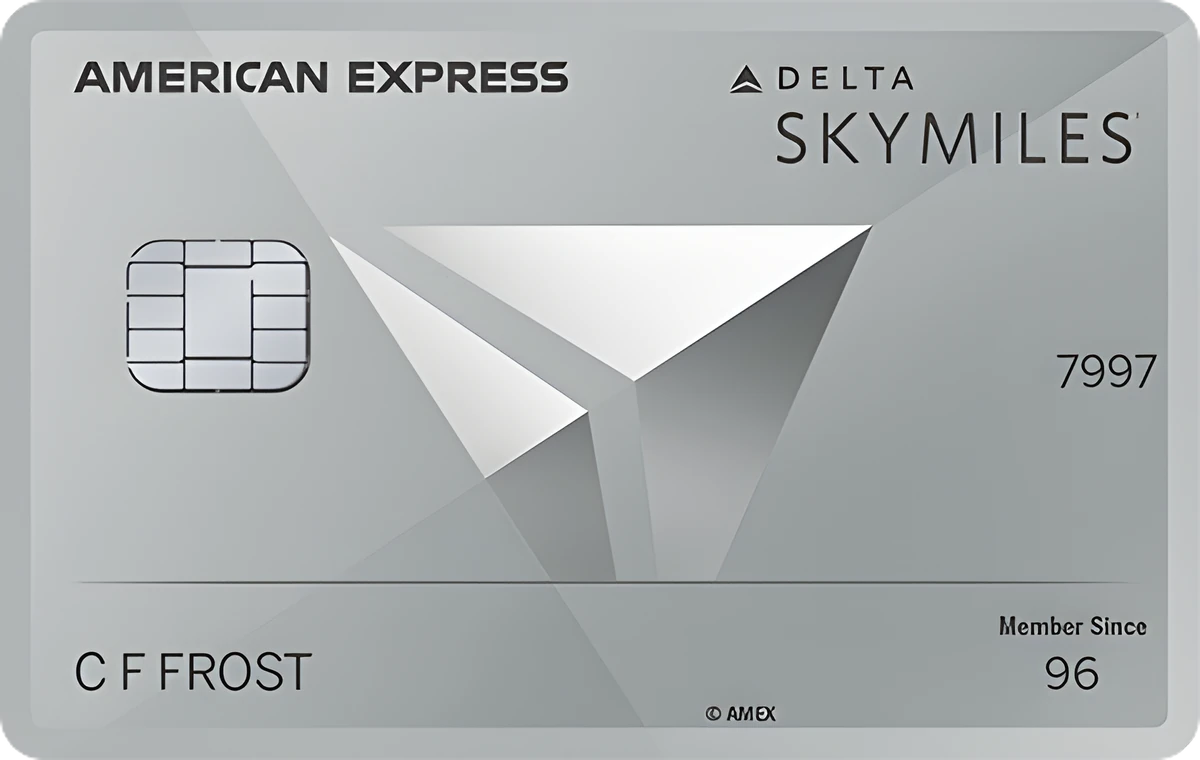 AMERICAN EXPRESS
DELTA
SKYMILES
7997
Member Since
C F FROST
96
© AMEX